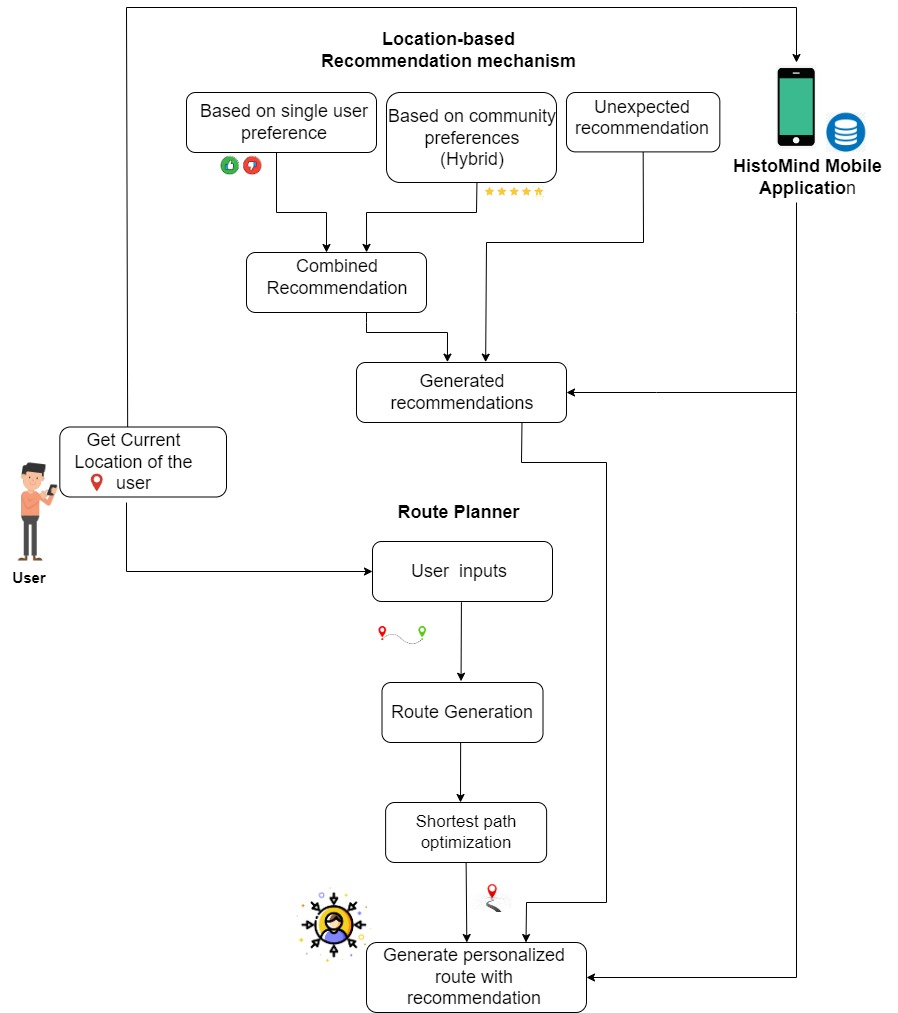 Location-based
Recommendation mechanism
Based on single user
preference
Based on community
preferences
(Hybrid)
Unexpected
recommendation
HistoMind Mobile
Application
Combined
Recommendation
Generated
recommendations
Get Current
Location of the
user
User
Route Planner
User inputs
Route Generation
Shortest path
optimization
Generate personalized
route with
recommendation